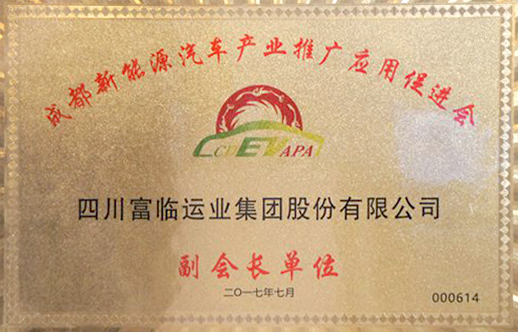 成都新能源汽车产业推广应用促进会
CDEVAPA
四川富临运业集团股份有限公司
副会长单位
二〇一七年七月
000614